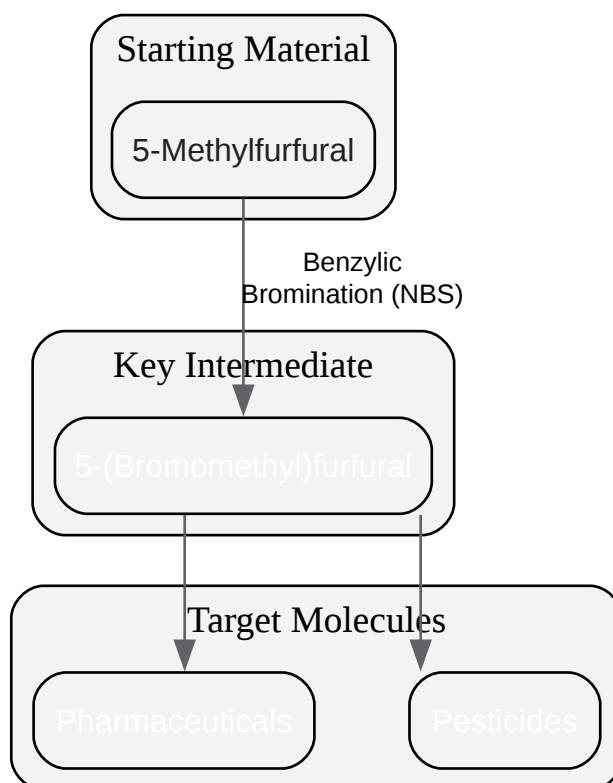 Starting Material
5-Methylfurfural
Benzylic
Bromination (NBS)
Key Intermediate
5-(Bromomethyl)furfural
Target Molecules
Pharmaceuticals
Pesticides